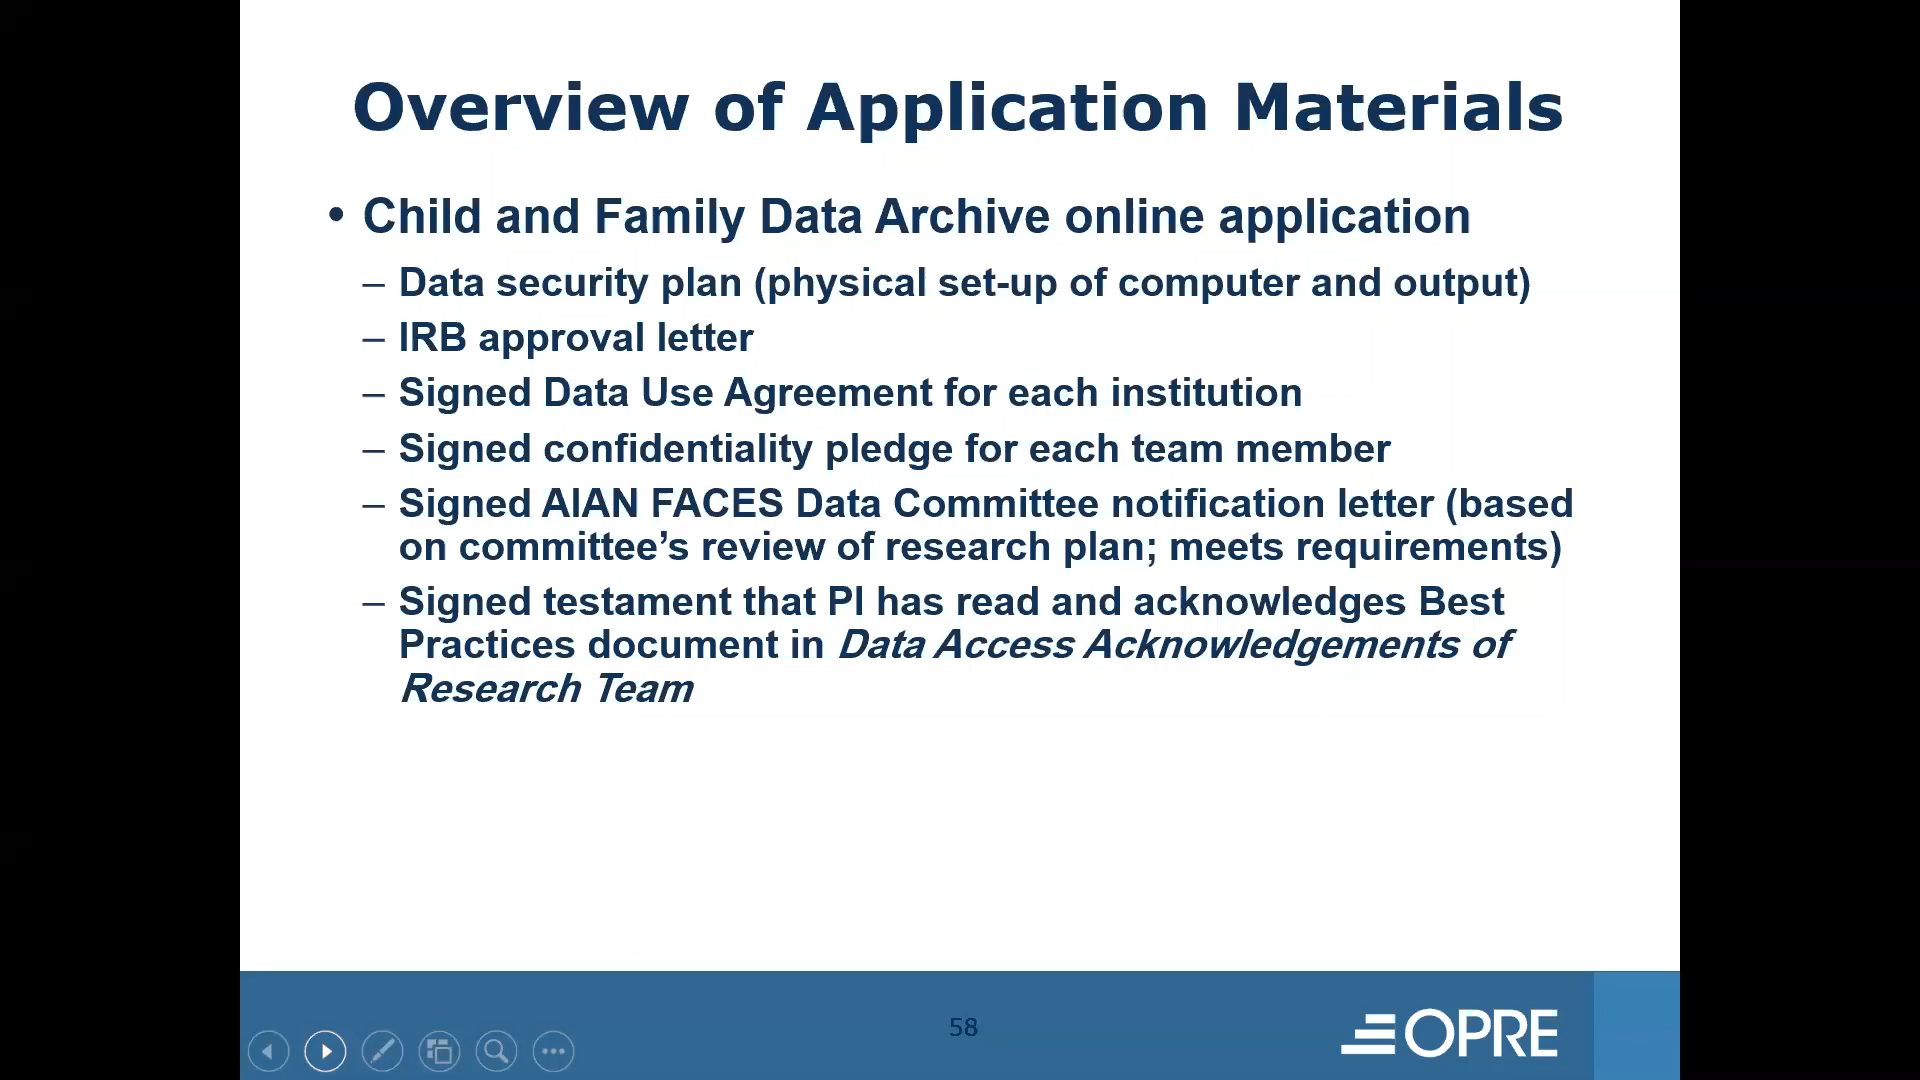 Overview of Application Materials
• Child and Family Data Archive online application
– Data security plan (physical set-up of computer and output)
– IRB approval letter
– Signed Data Use Agreement for each institution
– Signed confidentiality pledge for each team member
– Signed AIAN FACES Data Committee notification letter (based
on committee’s review of research plan; meets requirements)
– Signed testament that PI has read and acknowledges Best
Practices document in Data Access Acknowledgements of
Research Team
58
OPRE